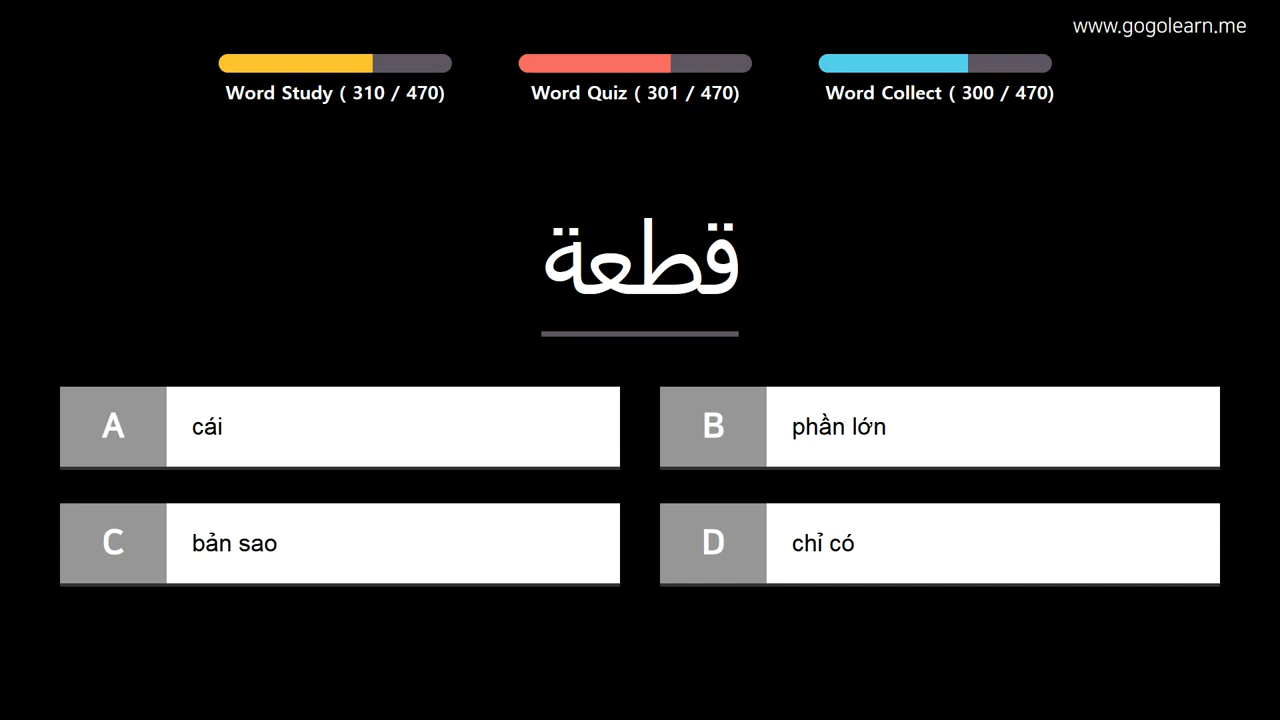 www.gogolearn.me
Word Study ( 310 / 470)
Word Quiz ( 301 / 470)
Word Collect ( 300 / 470)
قطعة
A cái
B phần lớn
C bản sao
D chỉ có